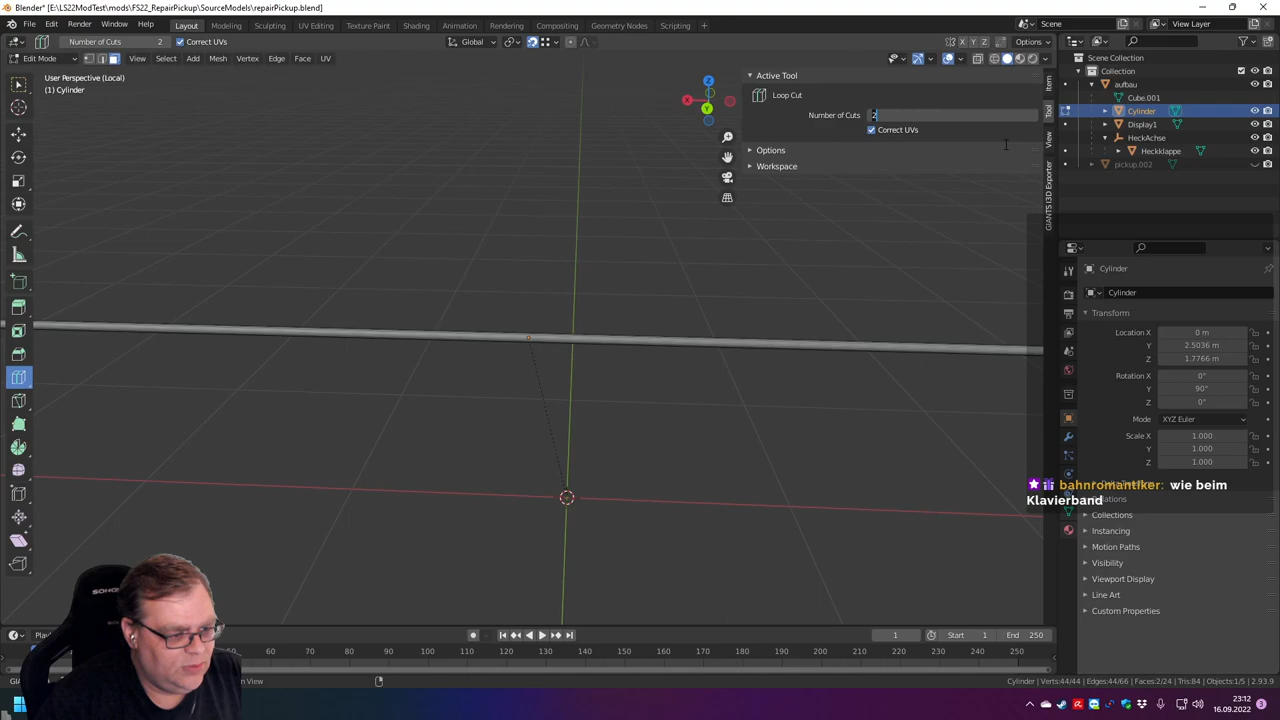 Blender* [E:\LS22ModTest\mods\FS22_RepairPickup\SourceModels\repairPickup.blend]
File Edit Render Window Help Layout Modeling Sculpting UV Editing Texture Paint Shading Animation Rendering Compositing Geometry Nodes Scripting + Scene View Layer
Number of Cuts 2 Correct UVs Global X Y Z Options
Edit Mode View Select Add Mesh Vertex Edge Face UV
User Perspective (Local)
(1) Cylinder
Active Tool
Loop Cut
Number of Cuts 2
Correct UVs
Options
Workspace
Item
Tool
View
GIANTS I3D Exporter
X
Y
Z
Scene Collection
Collection
aufbau
Cube.001
Cylinder
Display1
HeckAchse
Heckklappe
pickup.002
Cylinder
Cylinder
Transform
Location X 0 m
Y 2.5036 m
Z 1.7766 m
Rotation X 0°
Y 90°
Z 0°
Mode XYZ Euler
Scale X 1.000
Y 1.000
Z 1.000
bahnromantiker: wie beim
Klavierband
Collections
Instancing
Motion Paths
Visibility
Viewport Display
Line Art
Custom Properties
1 Start 1 End 250
50 60 70 80 90 100 110 120 130 140 150 160 170 180 190 200 210 220 230 240 250
Cylinder | Verts:44/44 | Edges:44/66 | Faces:2/24 | Tris:84 | Objects:1/5 | 2.93.9
23:12
16.09.2022